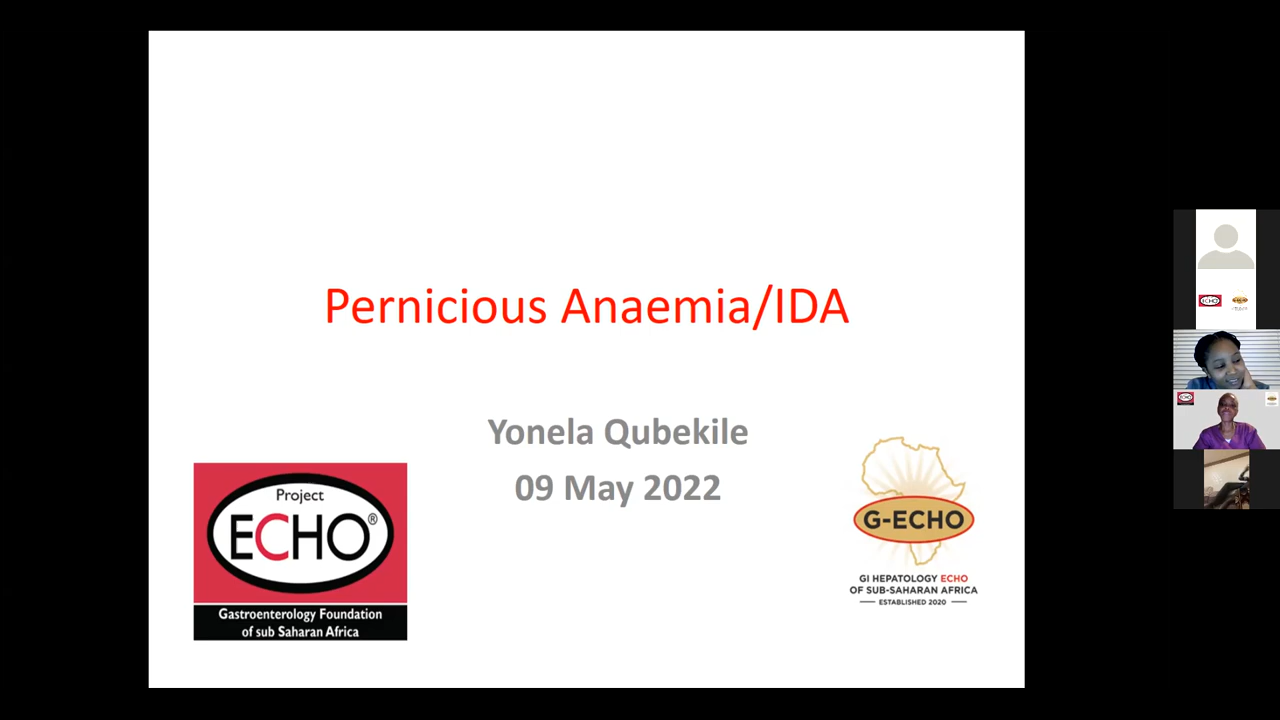 Pernicious Anaemia/IDA
Yonela Qubekile
09 May 2022
Project
ECHO®
Gastroenterology Foundation
of sub Saharan Africa
G-ECHO
GI HEPATOLOGY ECHO
OF SUB-SAHARAN AFRICA
ESTABLISHED 2020